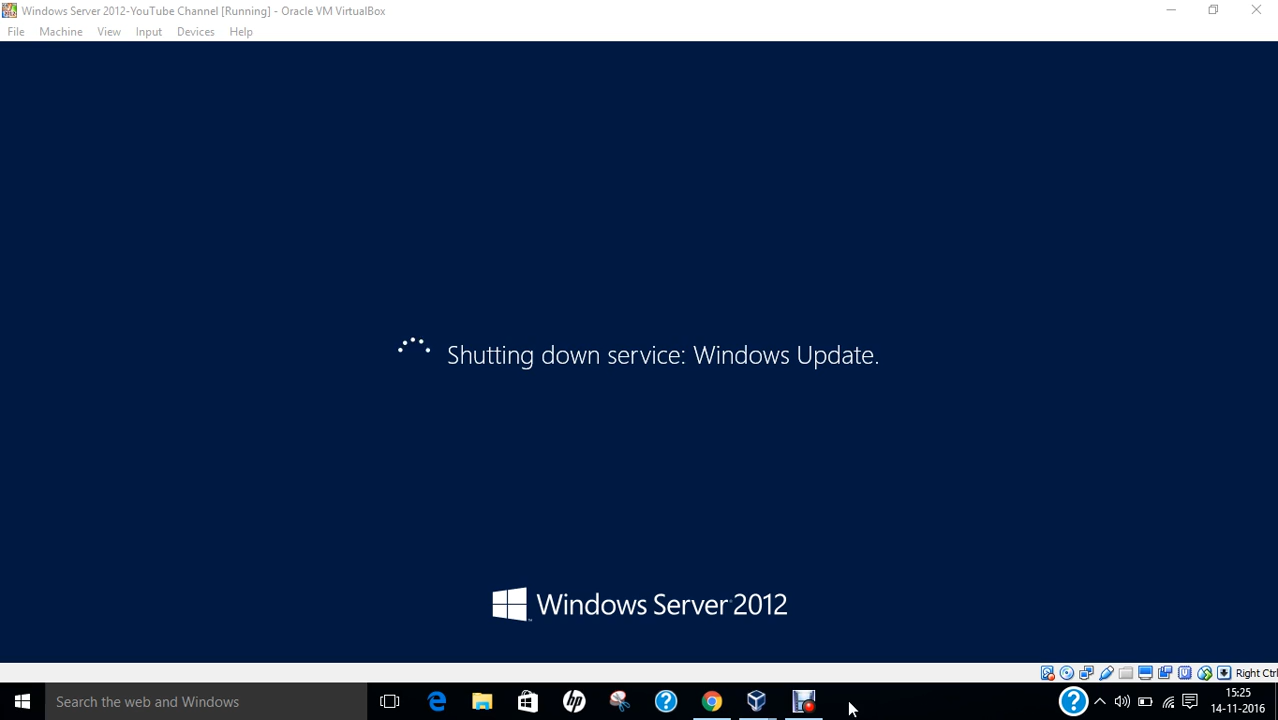 Windows Server 2012-YouTube Channel [Running] - Oracle VM VirtualBox
File Machine View Input Devices Help
Shutting down service: Windows Update.
Windows Server 2012
Right Ctrl
Search the web and Windows
15:25
14-11-2016